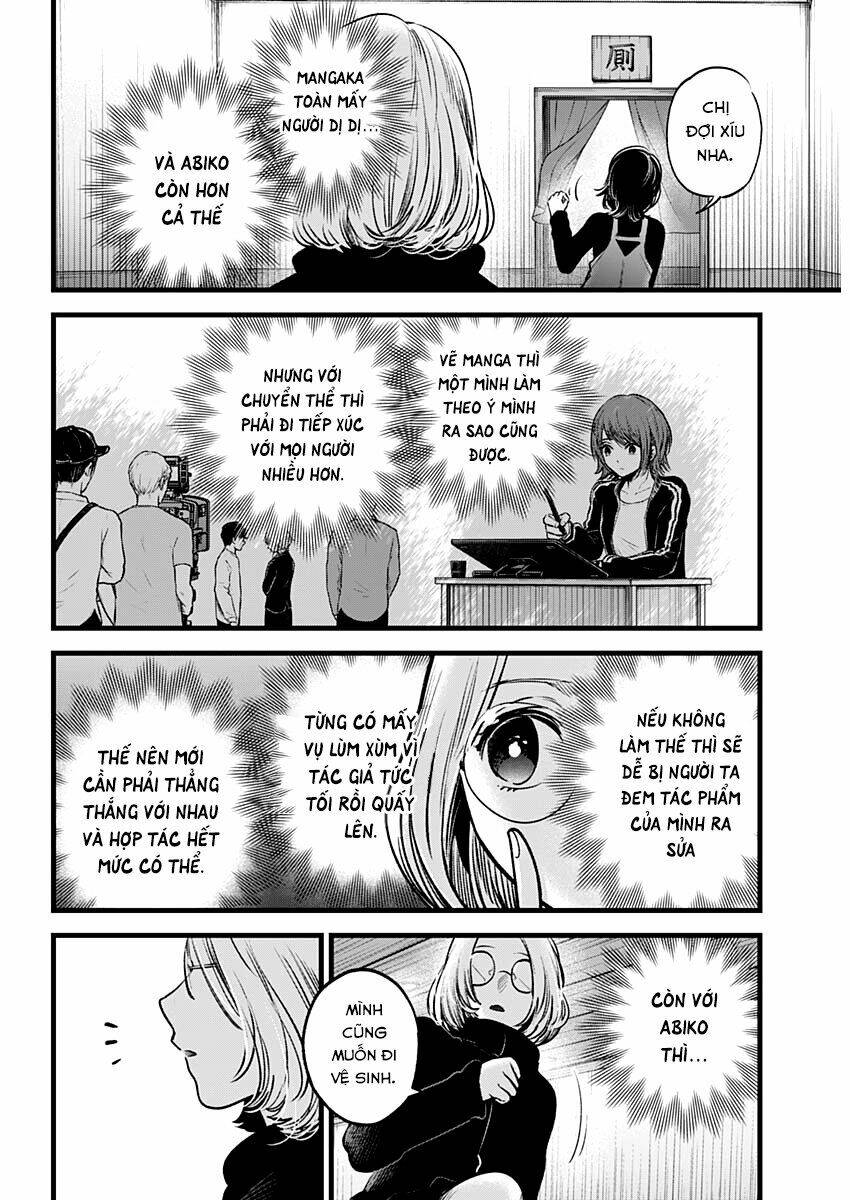 厠
CHỊ
ĐỢI XÍU
NHA.
MANGAKA
TOÀN MẤY
NGƯỜI DỊ DỊ...
VÀ ABIKO
CÒN HƠN
CẢ THẾ
VẼ MANGA THÌ
MỘT MÌNH LÀM
THEO Ý MÌNH
RA SAO CŨNG
ĐƯỢC.
NHƯNG VỚI
CHUYỂN THỂ THÌ
PHẢI ĐI TIẾP XÚC
VỚI MỌI NGƯỜI
NHIỀU HƠN.
NẾU KHÔNG
LÀM THẾ THÌ SẼ
DỄ BỊ NGƯỜI TA
ĐEM TÁC PHẨM
CỦA MÌNH RA
SỬA
TỪNG CÓ MẤY
VỤ LÙM XÙM VÌ
TÁC GIẢ TỨC
TỐI RỒI QUẤY
LÊN.
THẾ NÊN MỚI
CẦN PHẢI THẲNG
THẮNG VỚI NHAU
VÀ HỢP TÁC HẾT
MỨC CÓ THỂ.
CÒN VỚI
ABIKO
THÌ...
MÌNH
CŨNG
MUỐN ĐI
VỆ SINH.